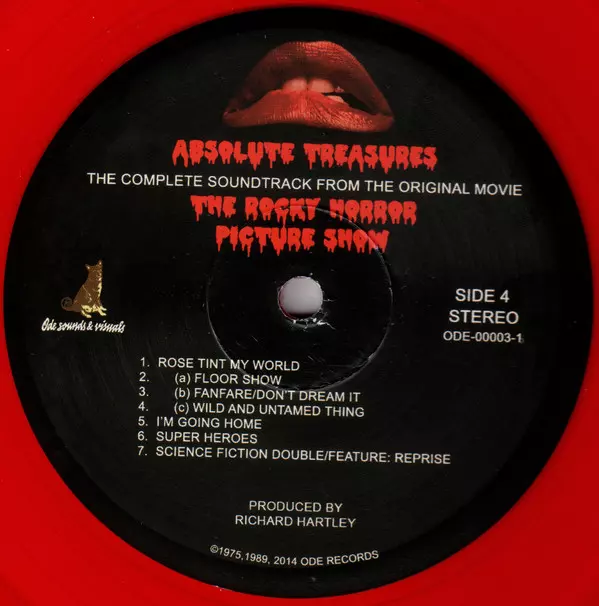 ABSOLUTE TREASURES
THE COMPLETE SOUNDTRACK FROM THE ORIGINAL MOVIE
THE ROCKY HORROR
PICTURE SHOW
Ode sounds & visuals
SIDE 4
STEREO
ODE-00003-1
1. ROSE TINT MY WORLD
2. (a) FLOOR SHOW
3. (b) FANFARE/DON'T DREAM IT
4. (c) WILD AND UNTAMED THING
5. I'M GOING HOME
6. SUPER HEROES
7. SCIENCE FICTION DOUBLE/FEATURE: REPRISE
PRODUCED BY
RICHARD HARTLEY
©1975,1989, 2014 ODE RECORDS